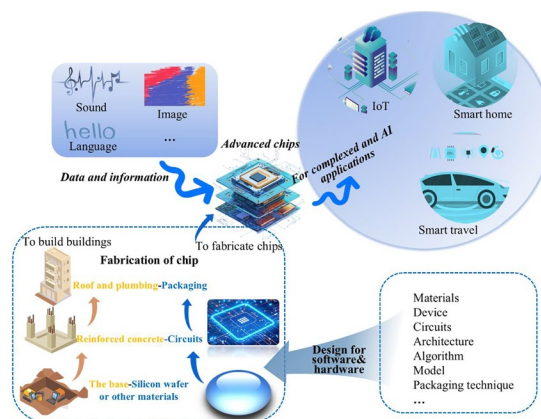 Sound
Image
hello
Language
...
Data and information
Advanced chips
For complexed and AI
applications
IoT
Smart home
Smart travel
To build buildings
To fabricate chips
Fabrication of chip
Roof and plumbing-Packaging
Reinforced concrete-Circuits
The base-Silicon wafer
or other materials
Design for
software&
hardware
Materials
Device
Circuits
Architecture
Algorithm
Model
Packaging technique
...